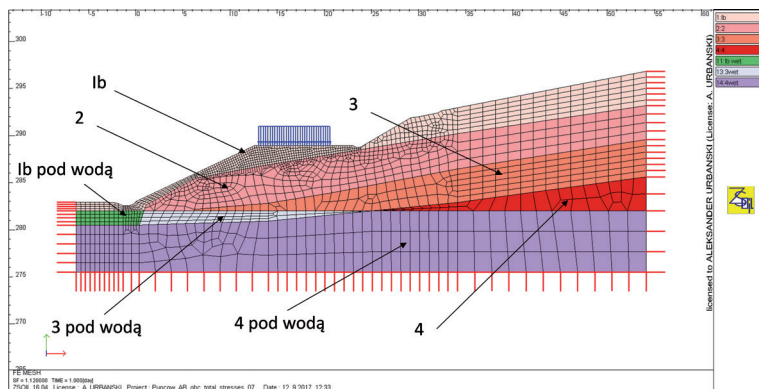 -10 -5 0 5 10 15 20 25 30 35 40 45 50 55 60
300
295
290
285
280
275
270
265
Ib
2
Ib pod wodą
3
3 pod wodą
4 pod wodą
4
1:Ib
2:2
3:3
4:4
11:Ib wet
13:3wet
14:4wet
licensed to ALEKSANDER URBANSKI (License: A. URBANSKI)
FE MESH
SF = 1.120000 TIME = 1.000[day]
ZSOIL 16.04 License : A. URBANSKI Project : Puncow_AB_obc_total_stresses_07 Date : 12.9.2017 12:33